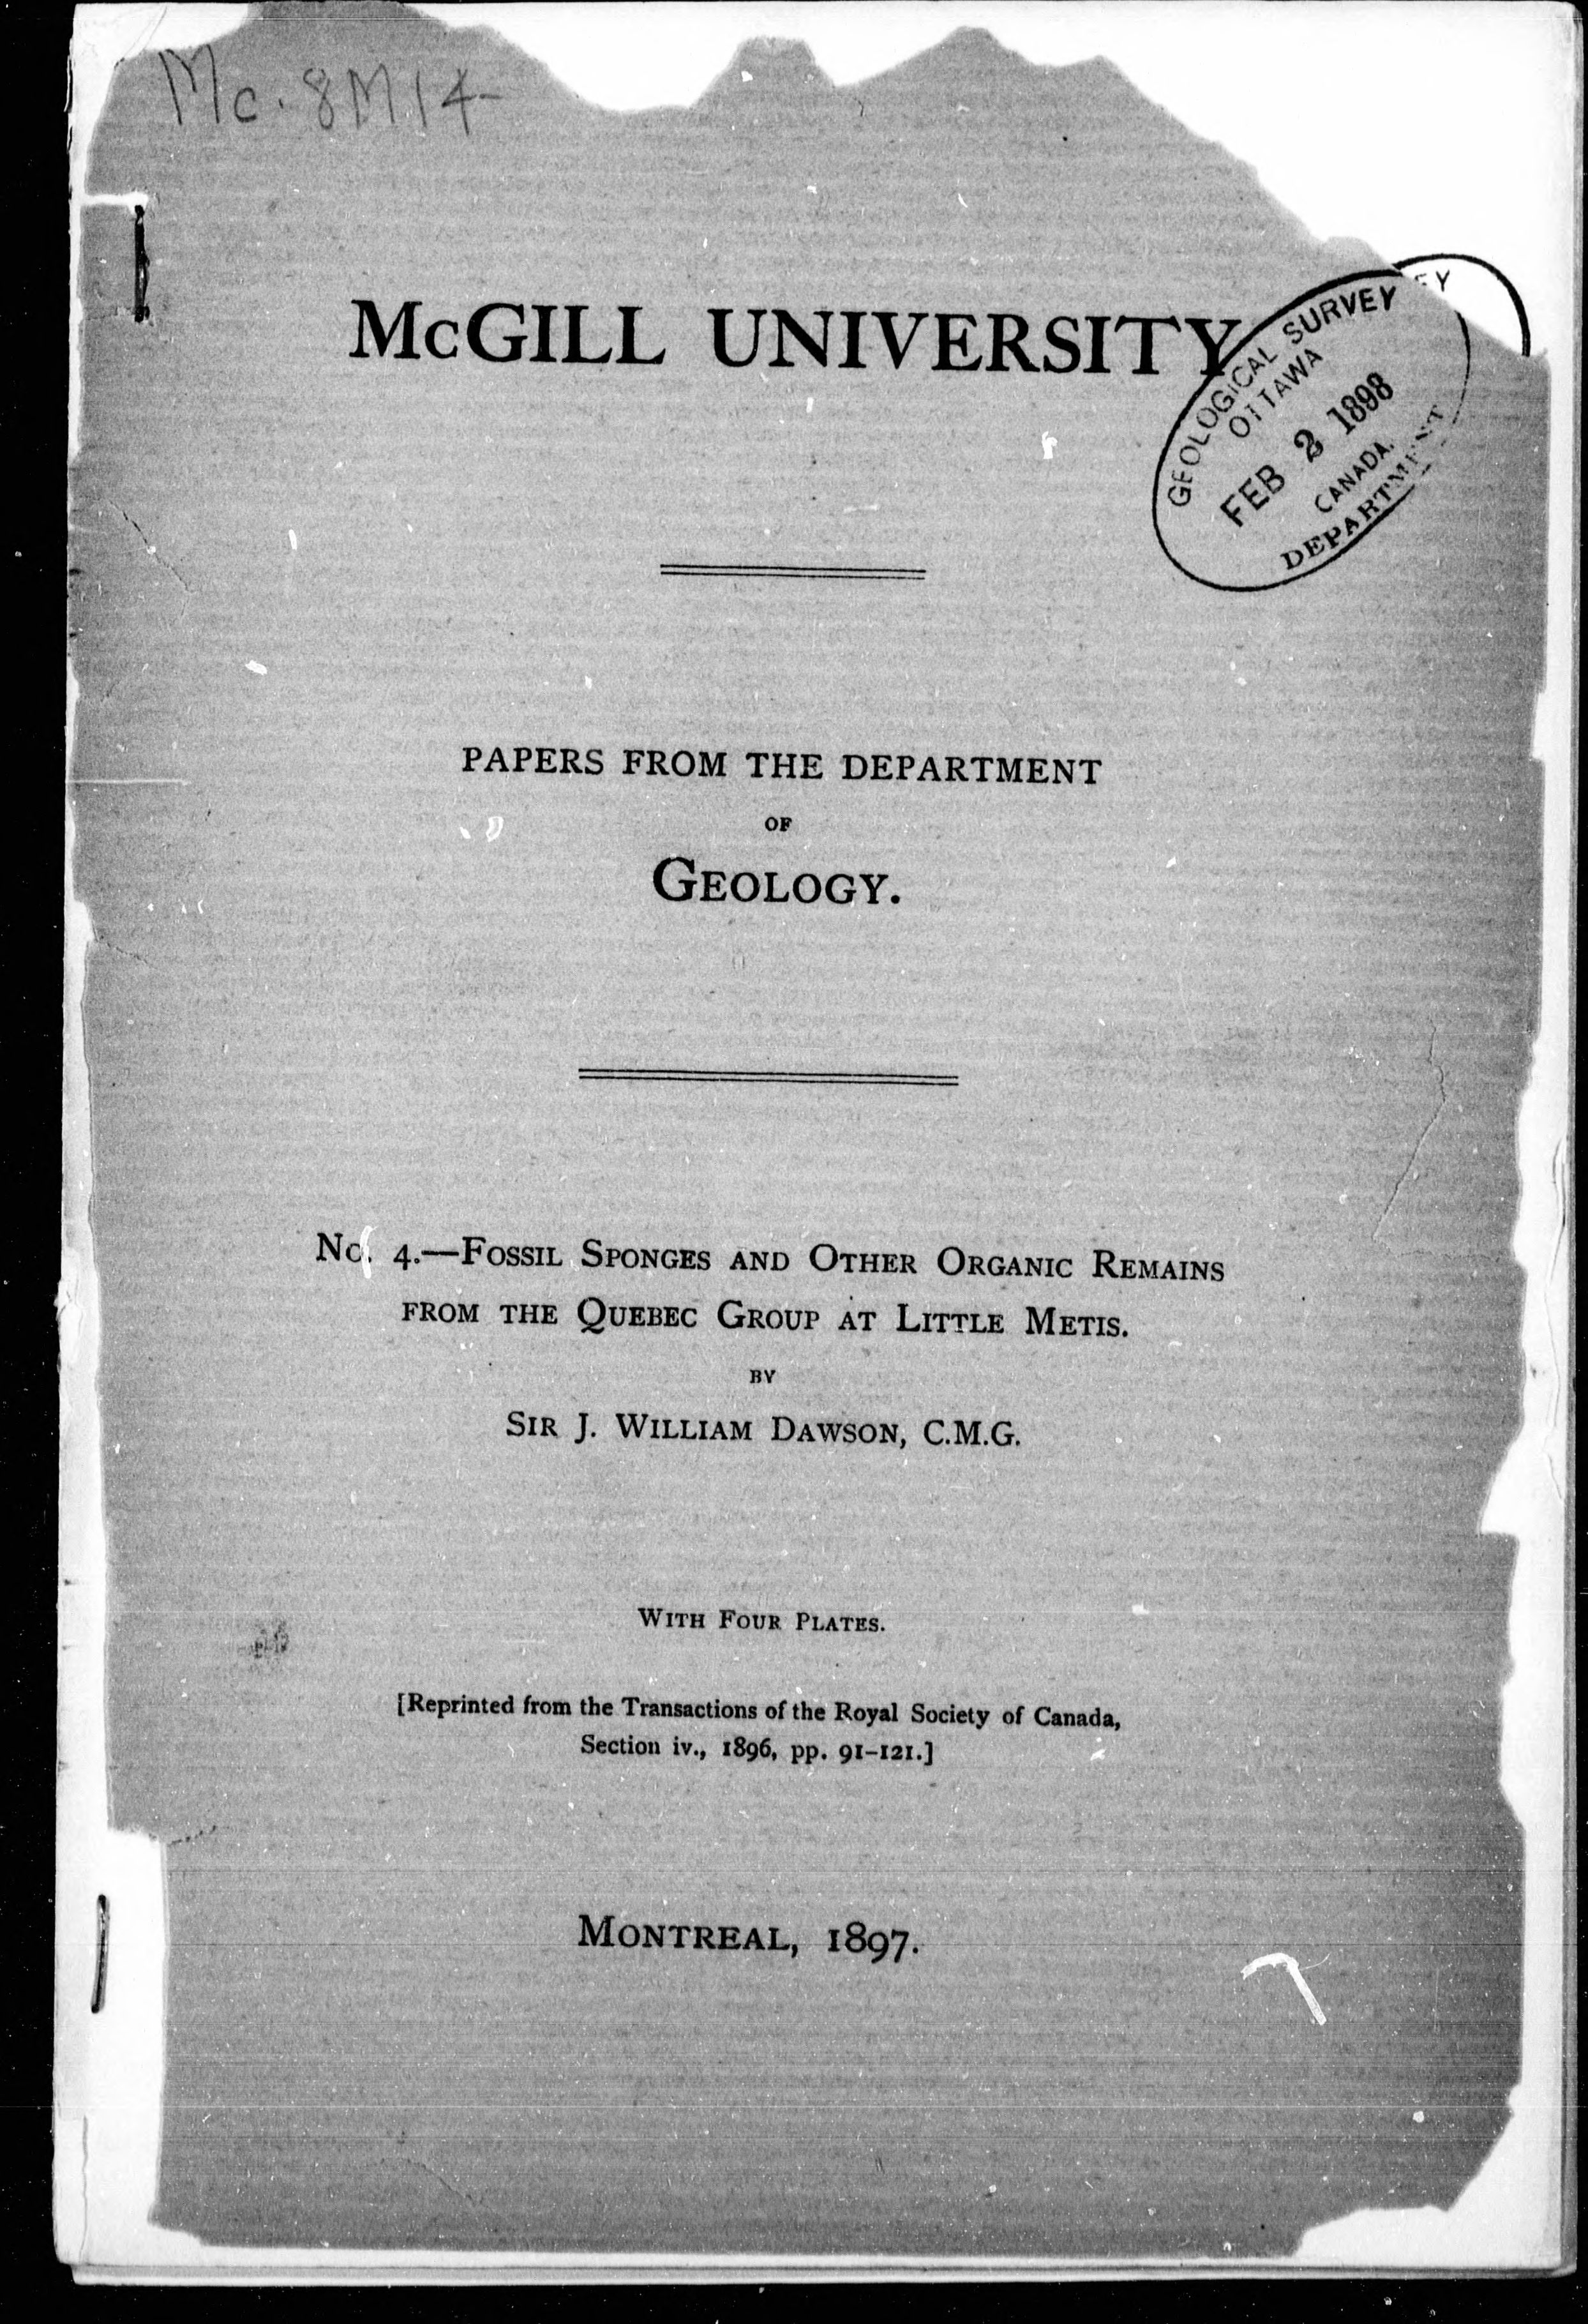 Mc. 8M14
McGILL UNIVERSITY
GEOLOGICAL SURVEY
EY
OTTAWA
FEB 2 1898
CANADA.
DEPARTMENT
PAPERS FROM THE DEPARTMENT
OF
GEOLOGY.
No. 4.—FOSSIL SPONGES AND OTHER ORGANIC REMAINS
FROM THE QUEBEC GROUP AT LITTLE METIS.
BY
SIR J. WILLIAM DAWSON, C.M.G.
WITH FOUR PLATES.
[Reprinted from the Transactions of the Royal Society of Canada,
Section iv., 1896, pp. 91–121.]
MONTREAL, 1897.